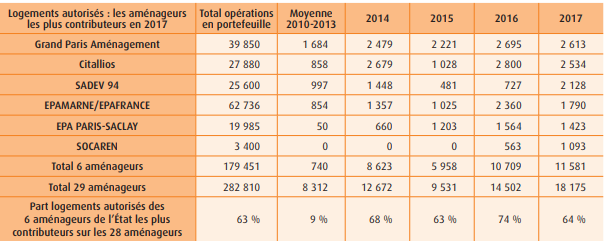 Logements autorisés : les aménageurs les plus contributeurs en 2017 | Total opérations en portefeuille | Moyenne 2010-2013 | 2014 | 2015 | 2016 | 2017
Grand Paris Aménagement 39 850 1 684 2 479 2 221 2 695 2 613
Citallios 27 880 858 2 679 1 028 2 800 2 534
SADEV 94 25 600 997 1 448 481 727 2 128
EPAMARNE/EPAFRANCE 62 736 854 1 357 1 025 2 360 1 790
EPA PARIS-SACLAY 19 985 50 660 1 203 1 564 1 423
SOCAREN 3 400 0 0 0 563 1 093
Total 6 aménageurs 179 451 740 8 623 5 958 10 709 11 581
Total 29 aménageurs 282 810 8 312 12 672 9 531 14 502 18 175
Part logements autorisés des
6 aménageurs de l'État les plus
contributeurs sur les 28 aménageurs
63 % 9 % 68 % 63 % 74 % 64 %